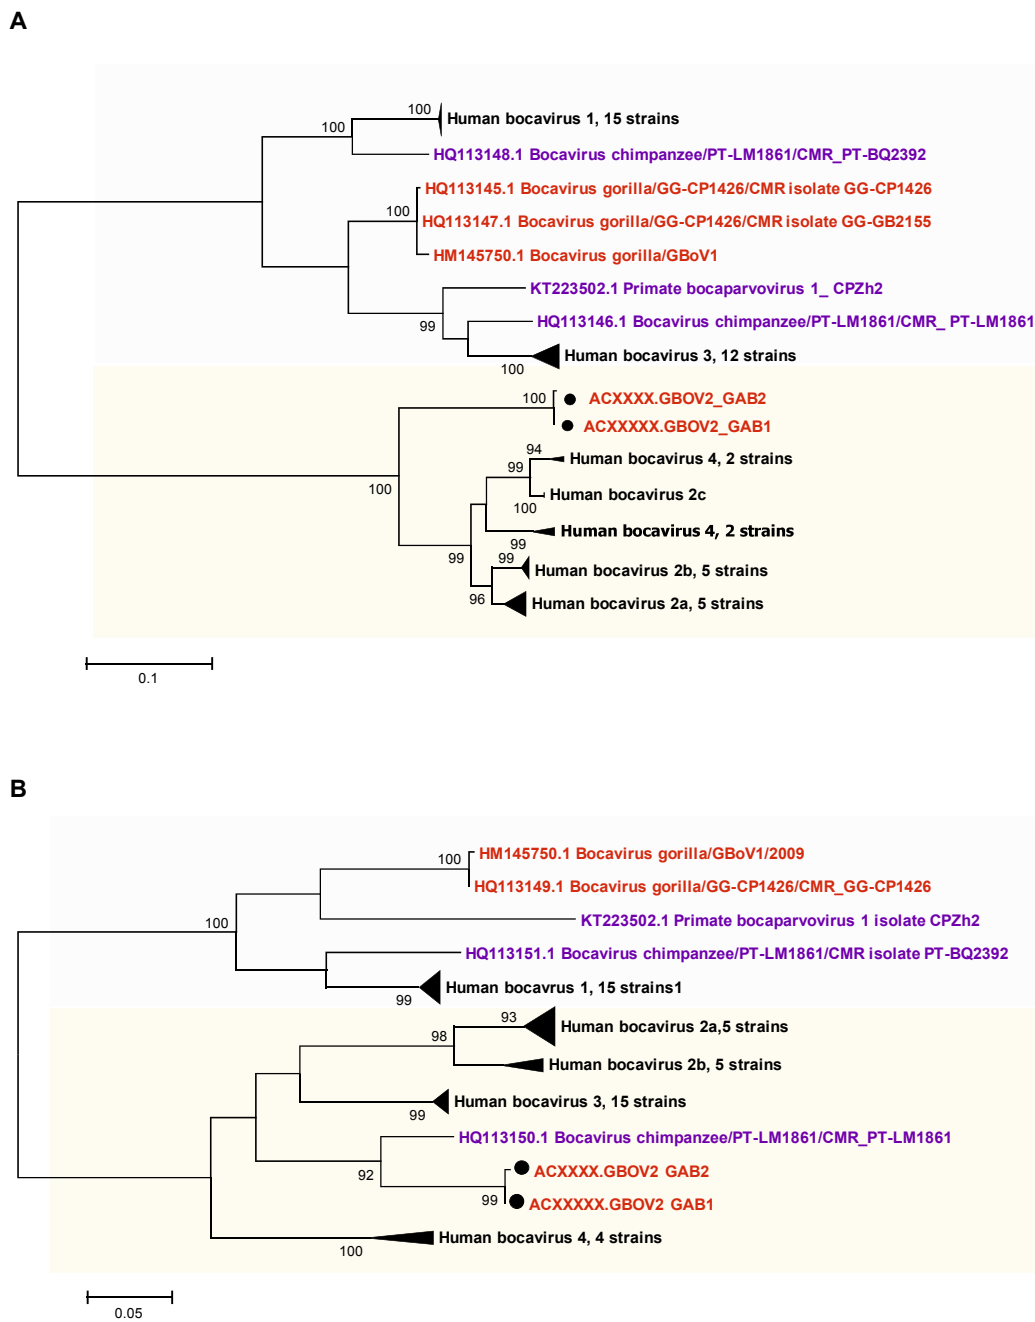 A
100
Human bocavirus 1, 15 strains
100
HQ113148.1 Bocavirus chimpanzee/PT-LM1861/CMR_PT-BQ2392
HQ113145.1 Bocavirus gorilla/GG-CP1426/CMR isolate GG-CP1426
100
HQ113147.1 Bocavirus gorilla/GG-CP1426/CMR isolate GG-GB2155
HM145750.1 Bocavirus gorilla/GBoV1
KT223502.1 Primate bocaparvovirus 1_ CPZh2
99
HQ113146.1 Bocavirus chimpanzee/PT-LM1861/CMR_ PT-LM1861
Human bocavirus 3, 12 strains
100
100
ACXXXX.GBOV2_GAB2
ACXXXXX.GBOV2_GAB1
94
Human bocavirus 4, 2 strains
99
100
Human bocavirus 2c
100
Human bocavirus 4, 2 strains
99
99
99
Human bocavirus 2b, 5 strains
96
Human bocavirus 2a, 5 strains
0.1
B
HM145750.1 Bocavirus gorilla/GBoV1/2009
100
HQ113149.1 Bocavirus gorilla/GG-CP1426/CMR_GG-CP1426
100
KT223502.1 Primate bocaparvovirus 1 isolate CPZh2
HQ113151.1 Bocavirus chimpanzee/PT-LM1861/CMR isolate PT-BQ2392
Human bocavrus 1, 15 strains1
99
93
Human bocavirus 2a,5 strains
98
Human bocavirus 2b, 5 strains
Human bocavirus 3, 15 strains
99
HQ113150.1 Bocavirus chimpanzee/PT-LM1861/CMR_PT-LM1861
92
ACXXXX.GBOV2 GAB2
99
ACXXXXX.GBOV2 GAB1
Human bocavirus 4, 4 strains
100
0.05